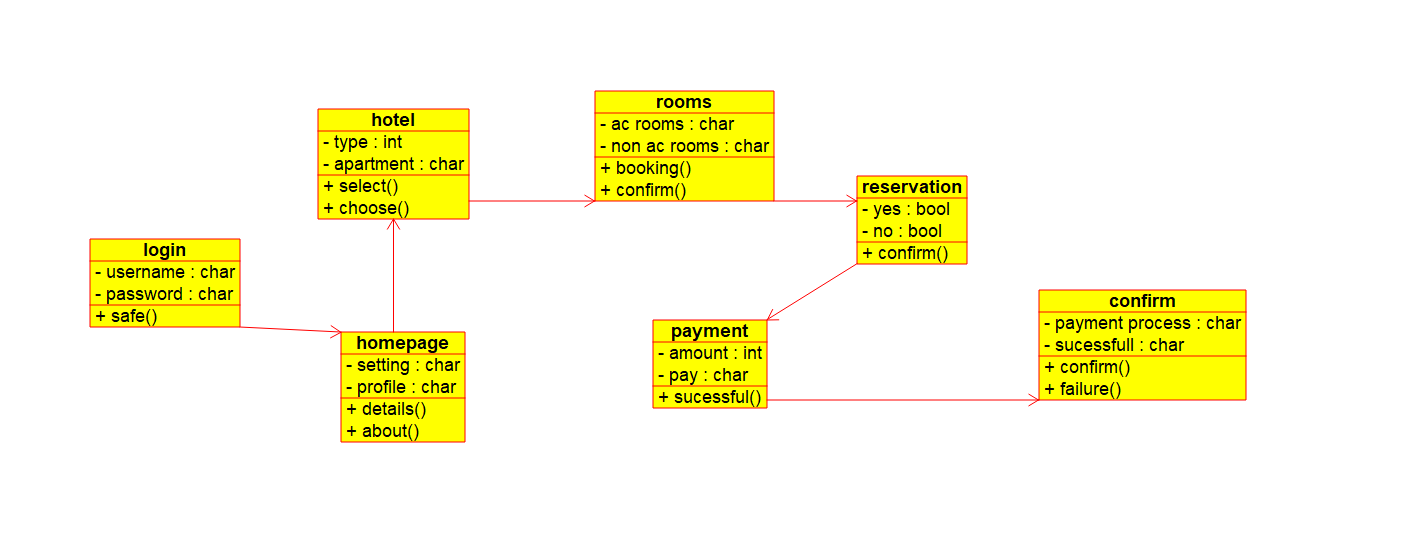 hotel
- type : int
- apartment : char
+ select()
+ choose()
rooms
- ac rooms : char
- non ac rooms : char
+ booking()
+ confirm()
reservation
- yes : bool
- no : bool
+ confirm()
login
- username : char
- password : char
+ safe()
homepage
- setting : char
- profile : char
+ details()
+ about()
payment
- amount : int
- pay : char
+ sucessful()
confirm
- payment process : char
- sucessfull : char
+ confirm()
+ failure()